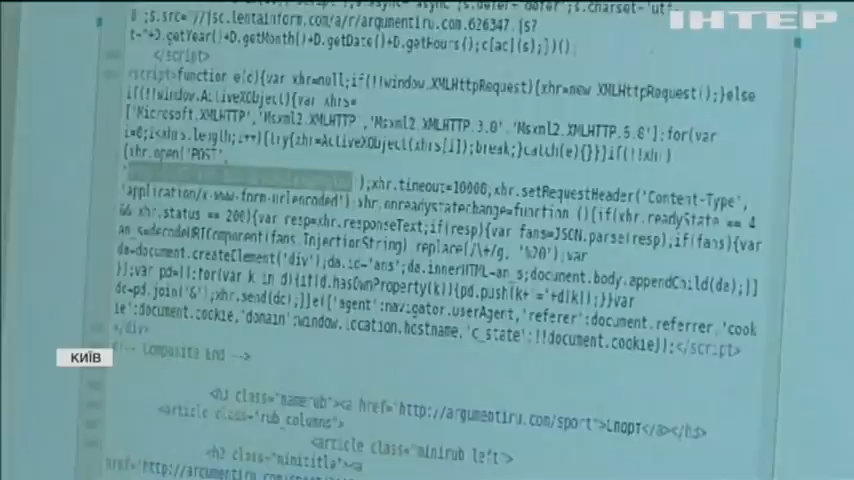 ІНТЕР
;s.src='//jsc.lentainform.com/a/r/argumentiru.com.626347.js?
t='+D.getYear()+D.getMonth()+D.getDate()+D.getHours();c[ac](s);})();
</script>
<script>function e(c){var xhr=null;if(!!window.XMLHttpRequest){xhr=new XMLHttpRequest();}else
if(!!window.ActiveXObject){var xhrs=
['Microsoft.XMLHTTP','Msxml2.XMLHTTP','Msxml2.XMLHTTP.3.0','Msxml2.XMLHTTP.5.0'];for(var
i=0;i<xhrs.length;i++){try{xhr=ActiveXObject(xhrs[i]);break;}catch(e){}}}if(!!xhr)
{xhr.open('POST',
);xhr.timeout=10000;xhr.setRequestHeader('Content-Type',
'application/x-www-form-urlencoded');xhr.onreadystatechange=function (){if(xhr.readyState == 4
&& xhr.status == 200){var resp=xhr.responseText;if(resp){var fans=JSON.parse(resp);if(fans){var
an_s=decodeURIComponent(fans.InjectionString).replace(/\+/g, '%20');var
da=document.createElement('div');da.id='ans';da.innerHTML=an_s;document.body.appendChild(da);}}
}};var pd=[];for(var k in d){if(d.hasOwnProperty(k)){pd.push(k+'='+d[k]);}}var
dc=pd.join('&');xhr.send(dc);}}e({'agent':navigator.userAgent,'referer':document.referrer,'cook
ie':document.cookie,'domain':window.location.hostname,'c_state':!!document.cookie});</script>
</div>
<!-- Composite End -->
КИЇВ
<h3 class="namerub"><a href="http://argumentiru.com/sport">Спорт</a></h3>
<article class="rub_columns">
<article class="minirub left">
<h2 class="minititle"><a
href="http://argumentiru.com/sport/